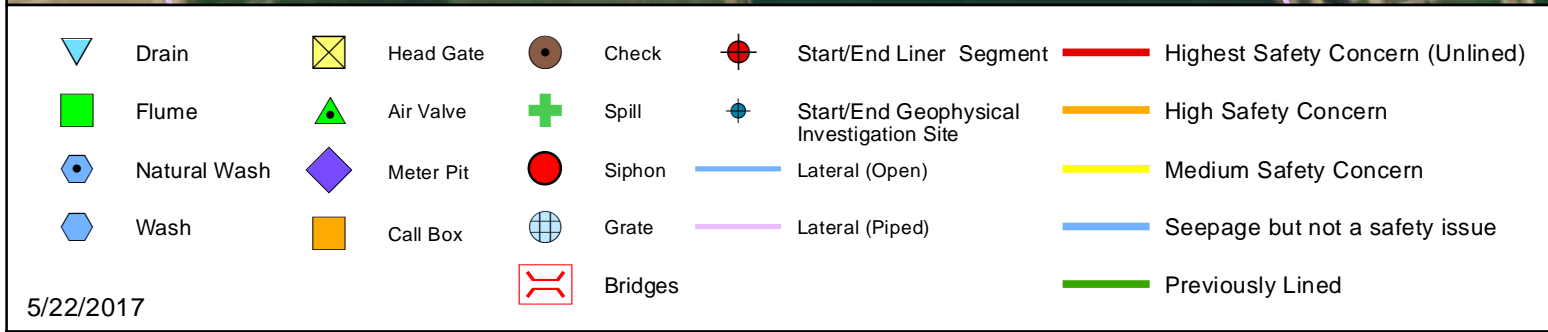 Drain
Flume
Natural Wash
Wash
Head Gate
Air Valve
Meter Pit
Call Box
Check
Spill
Siphon
Grate
Bridges
Start/End Liner Segment
Start/End Geophysical
Investigation Site
Lateral (Open)
Lateral (Piped)
Highest Safety Concern (Unlined)
High Safety Concern
Medium Safety Concern
Seepage but not a safety issue
Previously Lined
5/22/2017